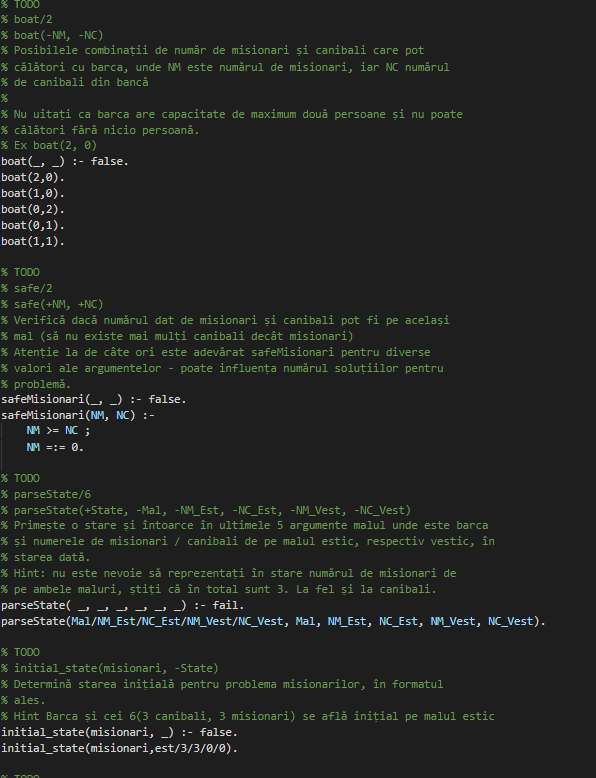 % TODO
% boat/2
% boat(-NM, -NC)
% Posibilele combinații de număr de misionari și canibali care pot
% călători cu barca, unde NM este numărul de misionari, iar NC numărul
% de canibali din bancă
%
% Nu uitați ca barca are capacitate de maximum două persoane și nu poate
% călători fără nicio persoană.
% Ex boat(2, 0)
boat(_, _) :- false.
boat(2,0).
boat(1,0).
boat(0,2).
boat(0,1).
boat(1,1).
% TODO
% safe/2
% safe(+NM, +NC)
% Verifică dacă numărul dat de misionari și canibali pot fi pe același
% mal (să nu existe mai mulți canibali decât misionari)
% Atenție la de câte ori este adevărat safeMisionari pentru diverse
% valori ale argumentelor - poate influența numărul soluțiilor pentru
% problemă.
safeMisionari(_, _) :- false.
safeMisionari(NM, NC) :-
    NM >= NC ;
    NM =:= 0.
% TODO
% parseState/6
% parseState(+State, -Mal, -NM_Est, -NC_Est, -NM_Vest, -NC_Vest)
% Primește o stare și întoarce în ultimele 5 argumente malul unde este barca
% și numerele de misionari / canibali de pe malul estic, respectiv vestic, în
% starea dată.
% Hint: nu este nevoie să reprezentați în stare numărul de misionari de
% pe ambele maluri, știți că în total sunt 3. La fel și la canibali.
parseState( _, _, _, _, _, _) :- fail.
parseState(Mal/NM_Est/NC_Est/NM_Vest/NC_Vest, Mal, NM_Est, NC_Est, NM_Vest, NC_Vest).
% TODO
% initial_state(misionari, -State)
% Determină starea inițială pentru problema misionarilor, în formatul
% ales.
% Hint Barca și cei 6(3 canibali, 3 misionari) se află inițial pe malul estic
initial_state(misionari, _) :- false.
initial_state(misionari,est/3/3/0/0).
% TODO